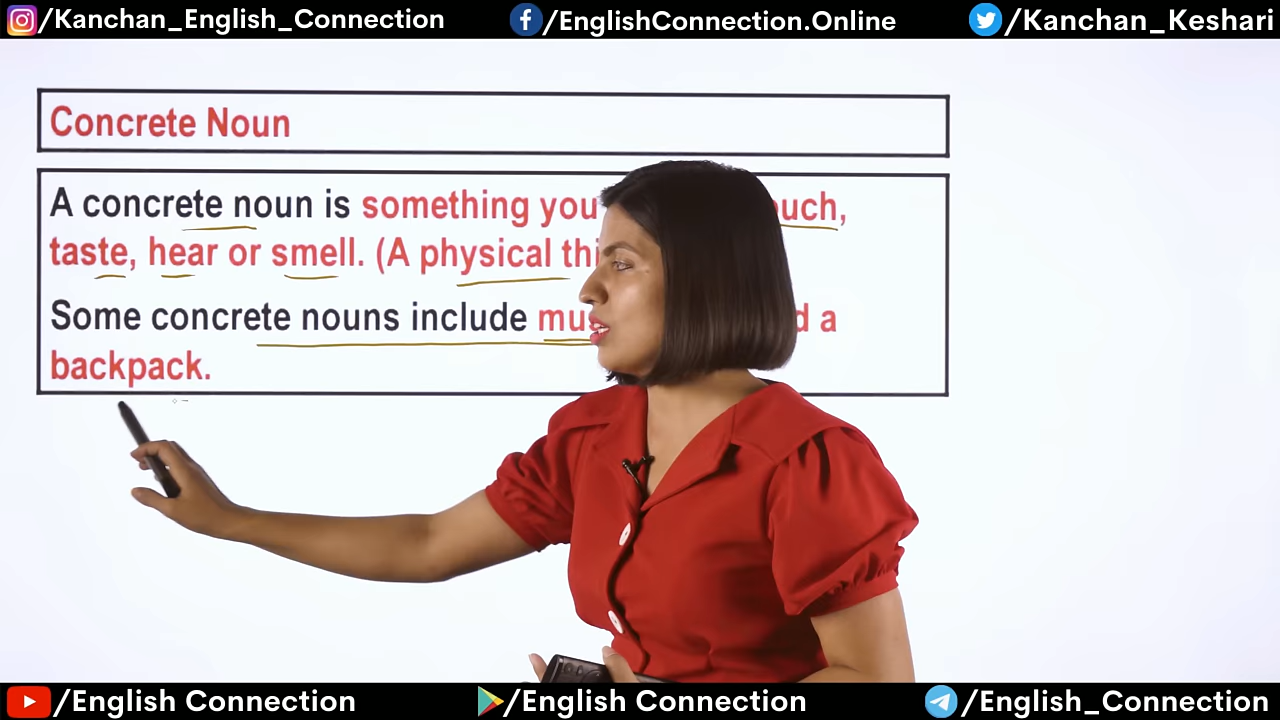 /Kanchan_English_Connection /EnglishConnection.Online /Kanchan_Keshari
Concrete Noun
A concrete noun is something you
taste, hear or smell. (A physical
Some concrete nouns include a
backpack.
/English Connection /English Connection /English_Connection